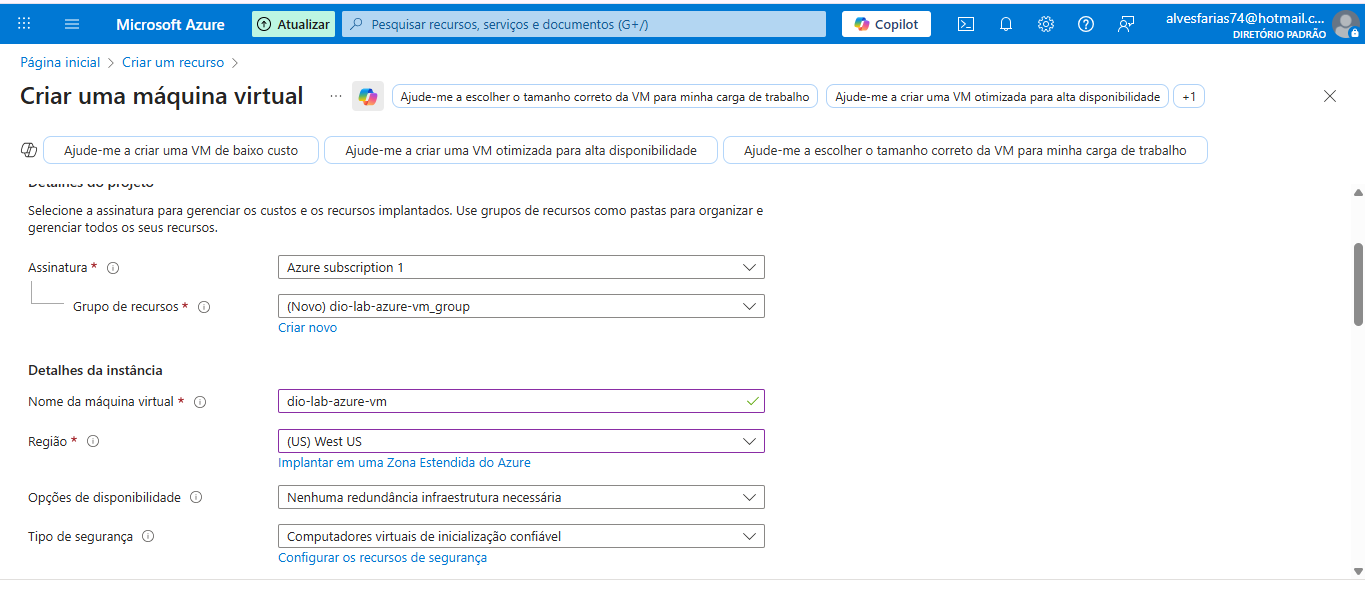 Microsoft Azure
Atualizar
Pesquisar recursos, serviços e documentos (G+/)
Copilot
alvesfarias74@hotmail.c...
DIRETÓRIO PADRÃO
Página inicial > Criar um recurso >
Criar uma máquina virtual ...
Ajude-me a escolher o tamanho correto da VM para minha carga de trabalho
Ajude-me a criar uma VM otimizada para alta disponibilidade
+1
Ajude-me a criar uma VM de baixo custo
Ajude-me a criar uma VM otimizada para alta disponibilidade
Ajude-me a escolher o tamanho correto da VM para minha carga de trabalho
Detalhes do projeto
Selecione a assinatura para gerenciar os custos e os recursos implantados. Use grupos de recursos como pastas para organizar e
gerenciar todos os seus recursos.
Assinatura * Azure subscription 1
Grupo de recursos * (Novo) dio-lab-azure-vm_group
Criar novo
Detalhes da instância
Nome da máquina virtual * dio-lab-azure-vm
Região * (US) West US
Implantar em uma Zona Estendida do Azure
Opções de disponibilidade Nenhuma redundância infraestrutura necessária
Tipo de segurança Computadores virtuais de inicialização confiável
Configurar os recursos de segurança